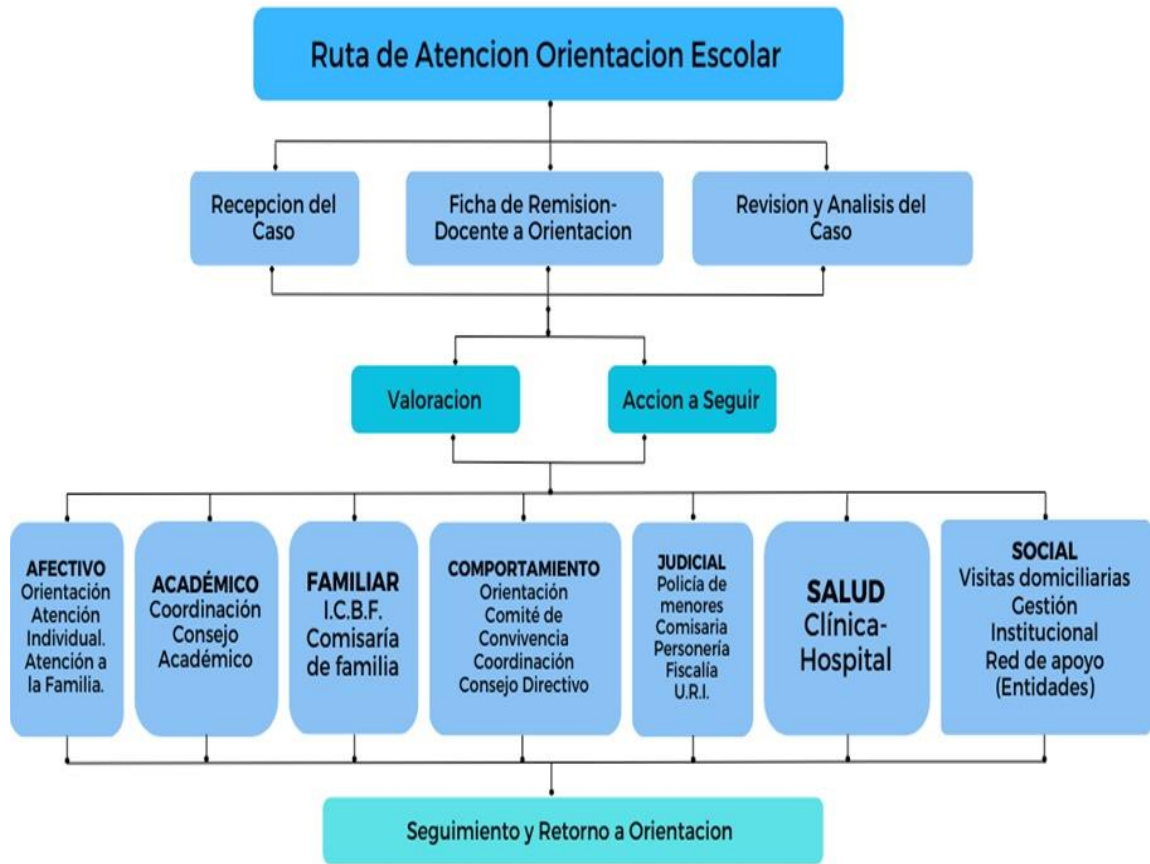 Ruta de Atencion Orientacion Escolar
Recepcion del
Caso
Ficha de Remision-
Docente a Orientacion
Revision y Analisis del
Caso
Valoracion
Accion a Seguir
AFECTIVO
Orientación
Atención
Individual.
Atención a
la Familia.
ACADÉMICO
Coordinación
Consejo
Académico
FAMILIAR
I.C.B.F.
Comisaría
de familia
COMPORTAMIENTO
Orientación
Comité de
Convivencia
Coordinación
Consejo Directivo
JUDICIAL
Policía de
menores
Comisaria
Personería
Fiscalía
U.R.I.
SALUD
Clínica-
Hospital
SOCIAL
Visitas domiciliarias
Gestión
Institucional
Red de apoyo
(Entidades)
Seguimiento y Retorno a Orientacion